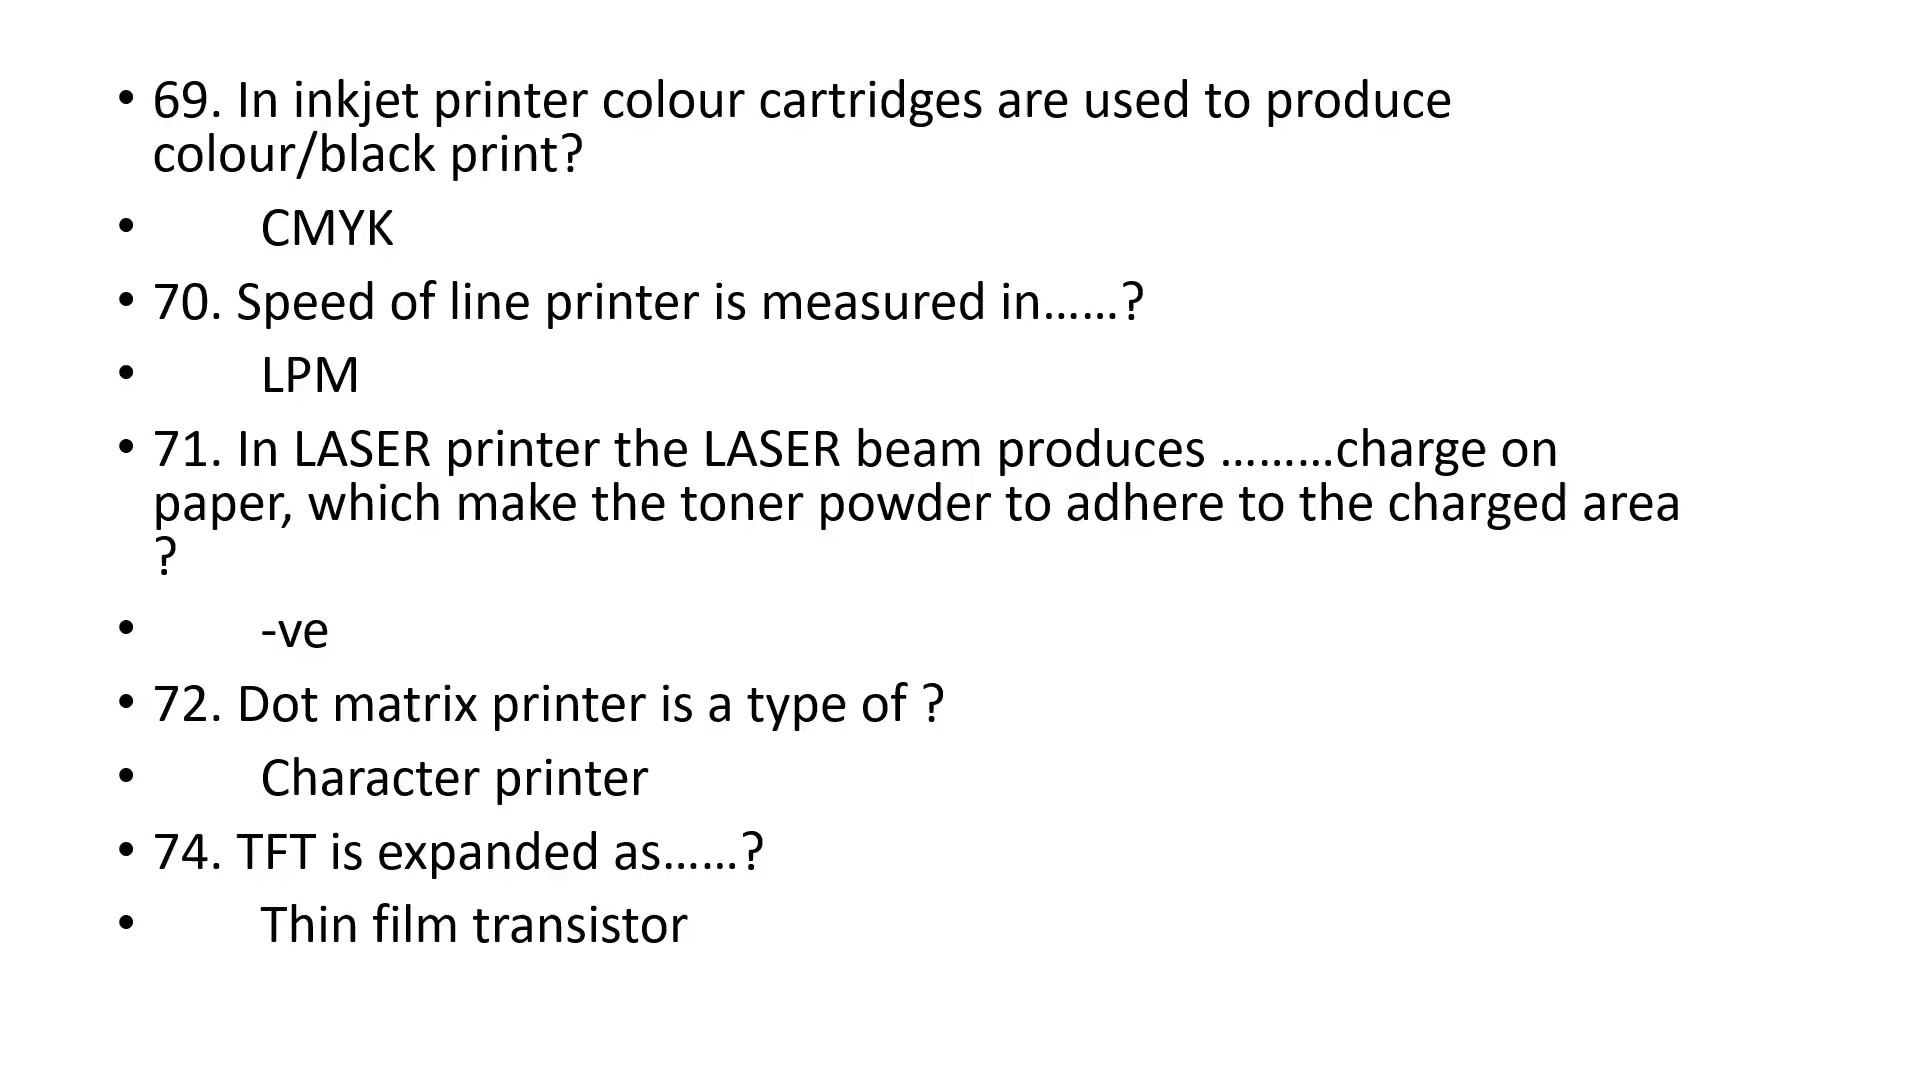 • 69. In inkjet printer colour cartridges are used to produce
colour/black print?
• CMYK
• 70. Speed of line printer is measured in……?
• LPM
• 71. In LASER printer the LASER beam produces ………charge on
paper, which make the toner powder to adhere to the charged area
?
• -ve
• 72. Dot matrix printer is a type of ?
• Character printer
• 74. TFT is expanded as……?
• Thin film transistor